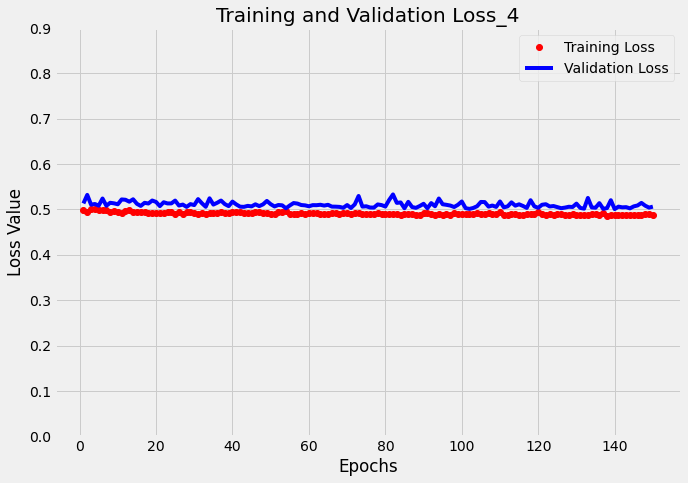 Training and Validation Loss_4
Training Loss
Validation Loss
Loss Value
0.9
0.8
0.7
0.6
0.5
0.4
0.3
0.2
0.1
0.0
0 20 40 60 80 100 120 140
Epochs